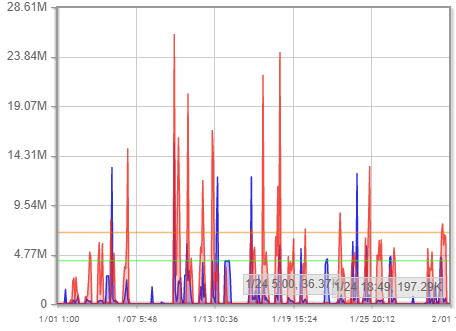 28.61M
23.84M
19.07M
14.31M
9.54M
4.77M
0
1/24 5:00, 36.37K
1/24 18:49, 197.29K
1/01 1:00
1/07 5:48
1/13 10:36
1/19 15:24
1/25 20:12
2/01 1